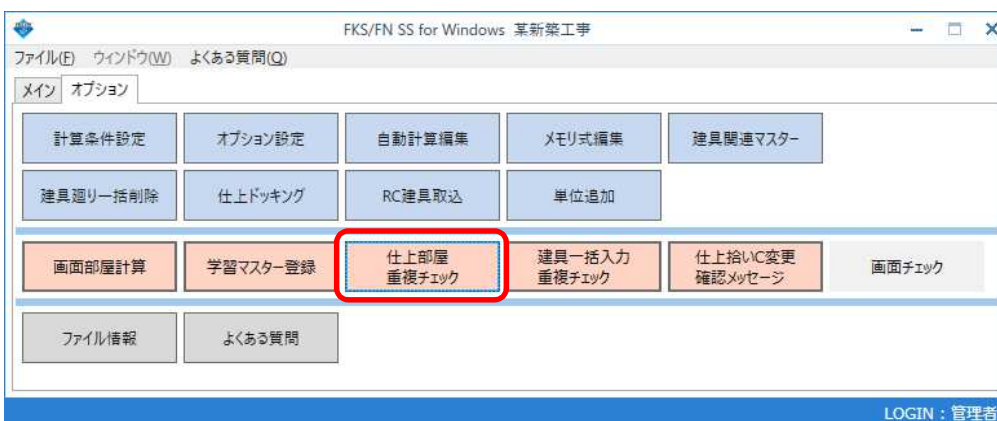 FKS/FN SS for Windows 某新築工事
ファイル(F) ウィンドウ(W) よくある質問(Q)
メイン オプション
計算条件設定 オプション設定 自動計算編集 メモリ式編集 建具関連マスター
建具廻り一括削除 仕上ドッキング RC建具取込 単位追加
画面部屋計算 学習マスター登録 仕上部屋 建具一括入力 仕上拾いC変更 画面チェック
重複チェック 重複チェック 確認メッセージ
ファイル情報 よくある質問
LOGIN：管理者